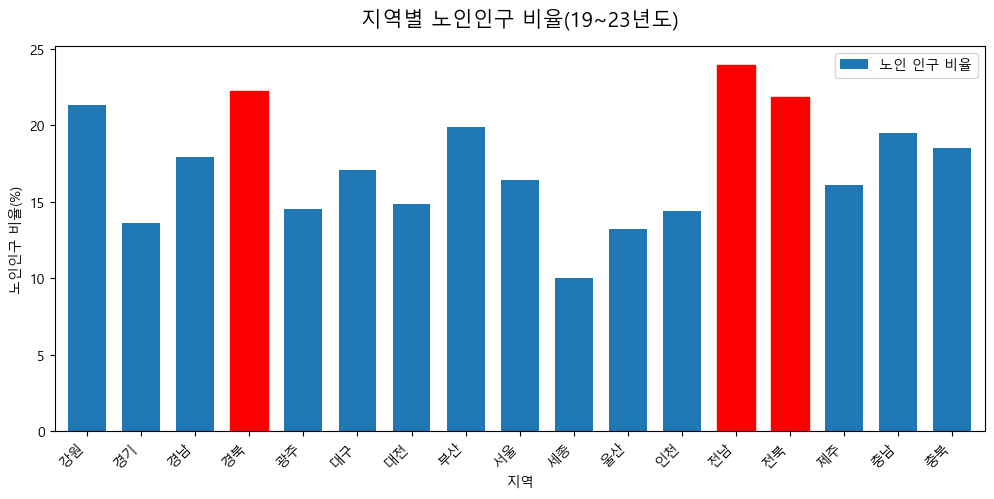 지역별 노인인구 비율(19~23년도)
노인 인구 비율
노인인구 비율(%)
25
20
15
10
5
0
강원 경기 경남 경북 광주 대구 대전 부산 서울 세종 울산 인천 전남 전북 제주 충남 충북
지역